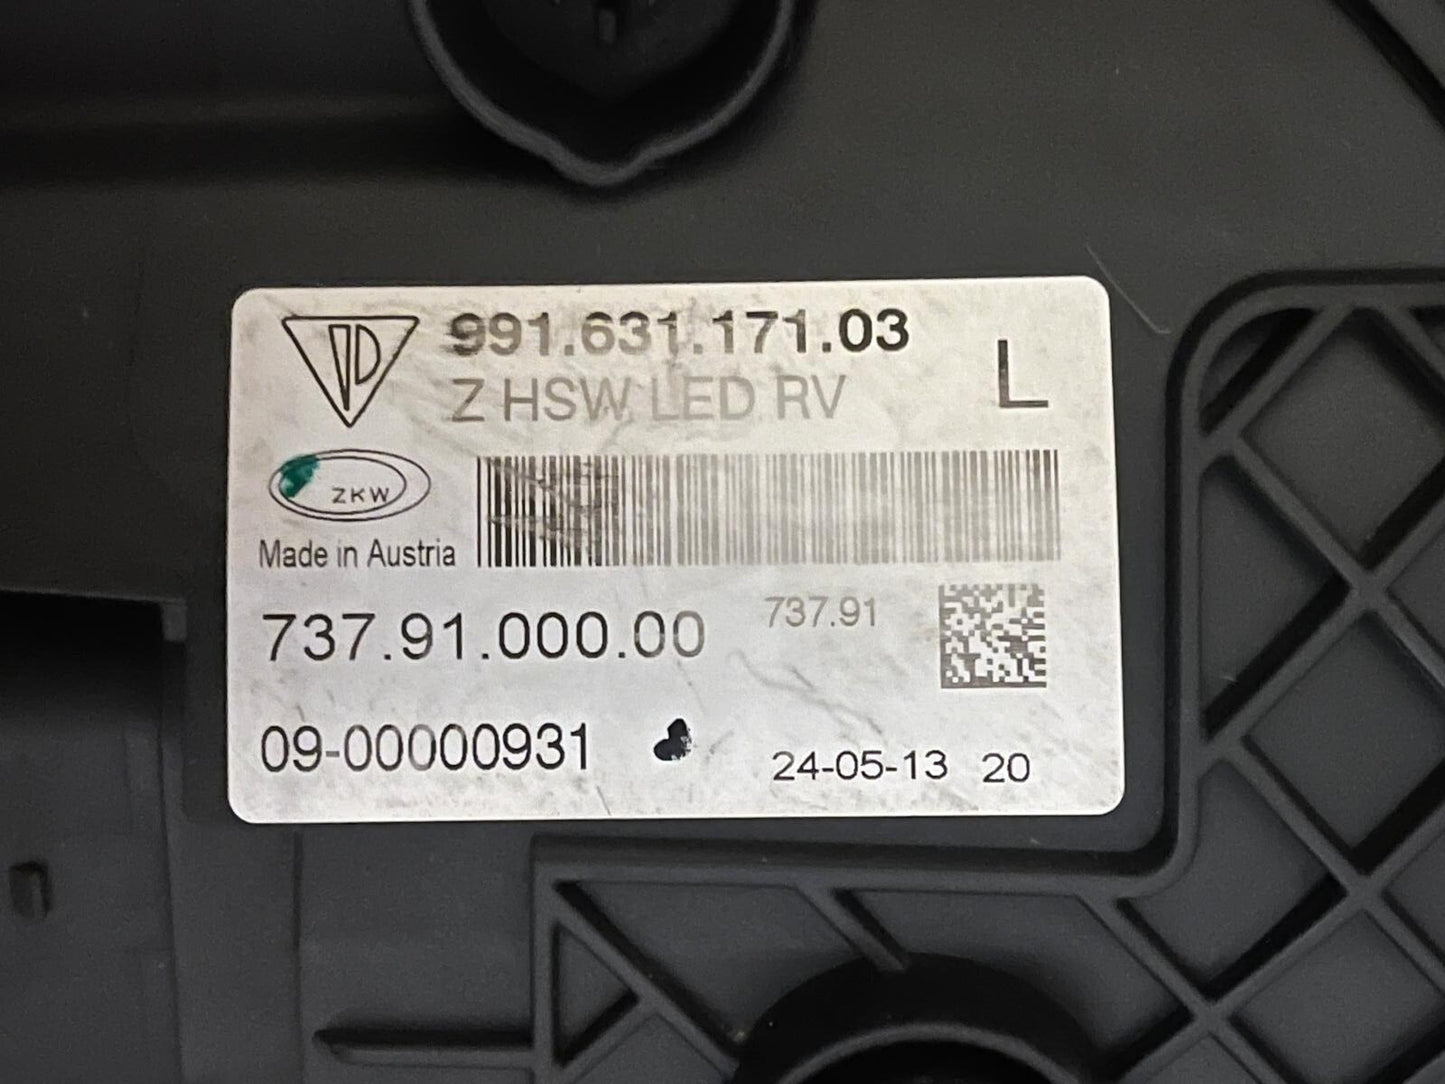 991.631.171.03
Z HSW LED RV
L
ZKW
Made in Austria
737.91.000.00
737.91
09-00000931
24-05-13 20